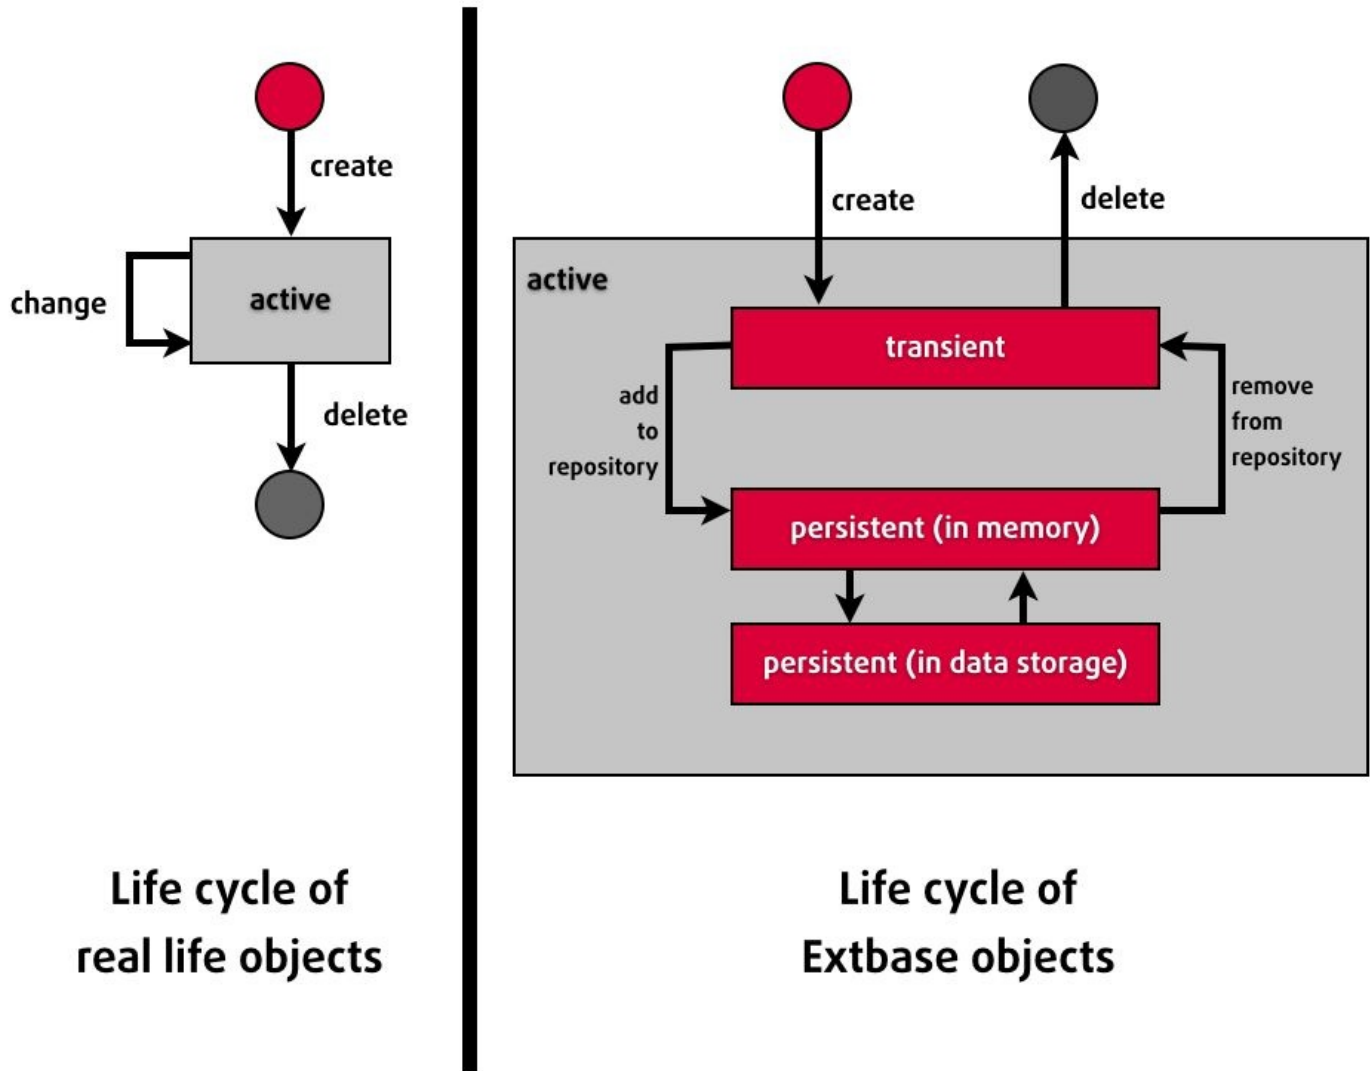 create
change
active
delete
Life cycle of
real life objects
create
delete
active
transient
add
to
repository
remove
from
repository
persistent (in memory)
persistent (in data storage)
Life cycle of
Extbase objects